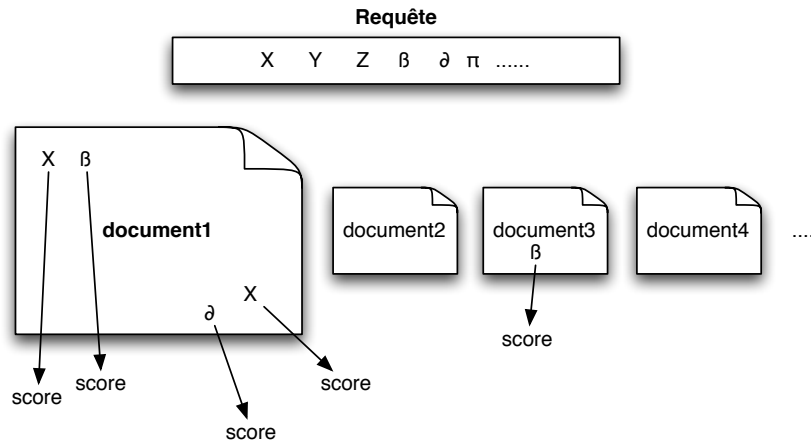 Requête
X Y Z ß ∂ π ......
X ß
document1
document2
document3
document4
....
ß
X
∂
score
score
score
score
score